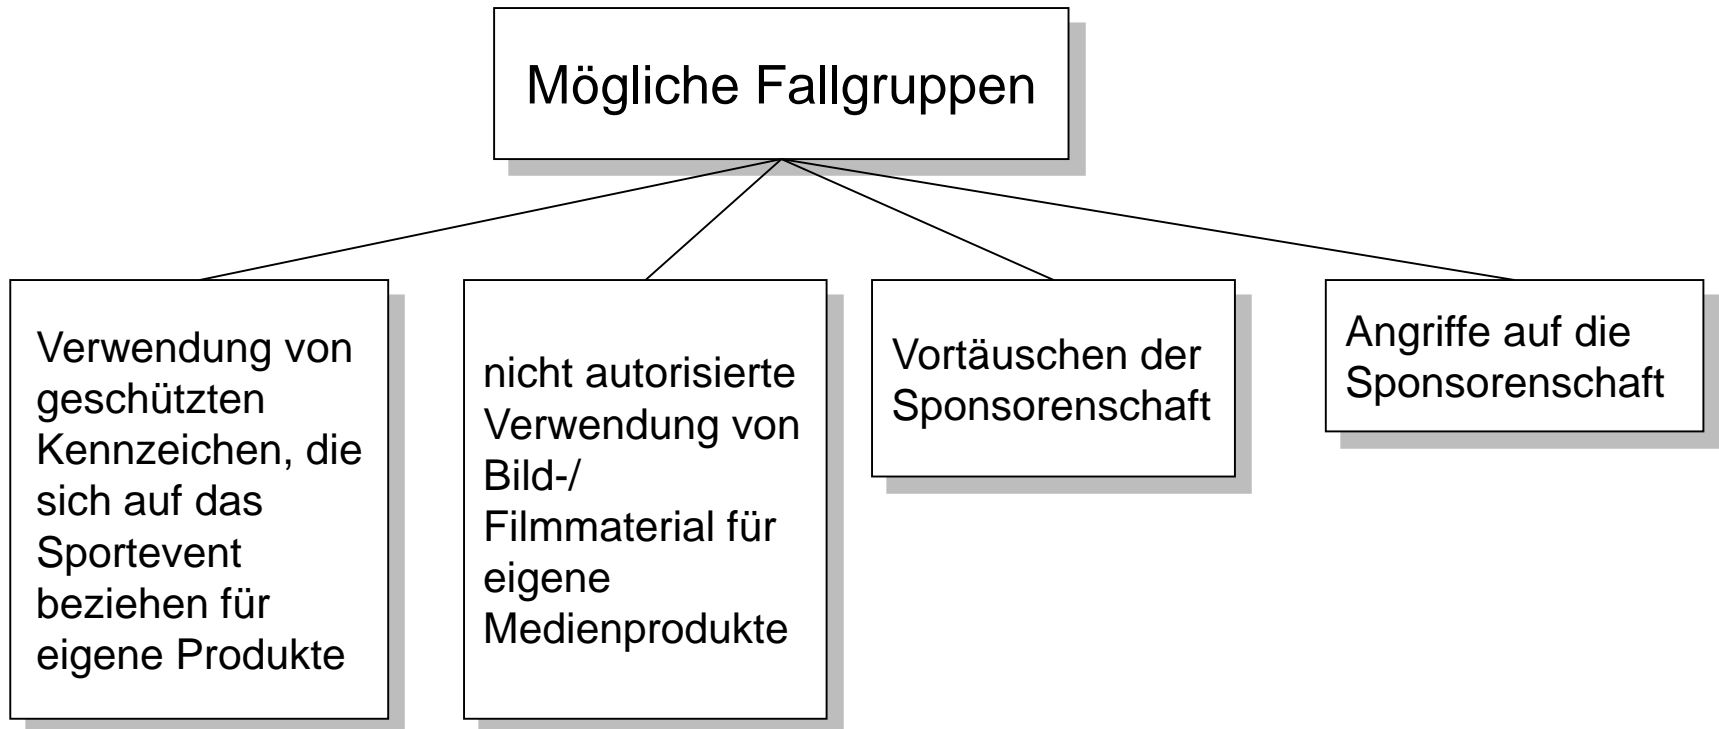 Mögliche Fallgruppen
Verwendung von
geschützten
Kennzeichen, die
sich auf das
Sportevent
beziehen für
eigene Produkte
nicht autorisierte
Verwendung von
Bild-/
Filmmaterial für
eigene
Medienprodukte
Vortäuschen der
Sponsorenschaft
Angriffe auf die
Sponsorenschaft